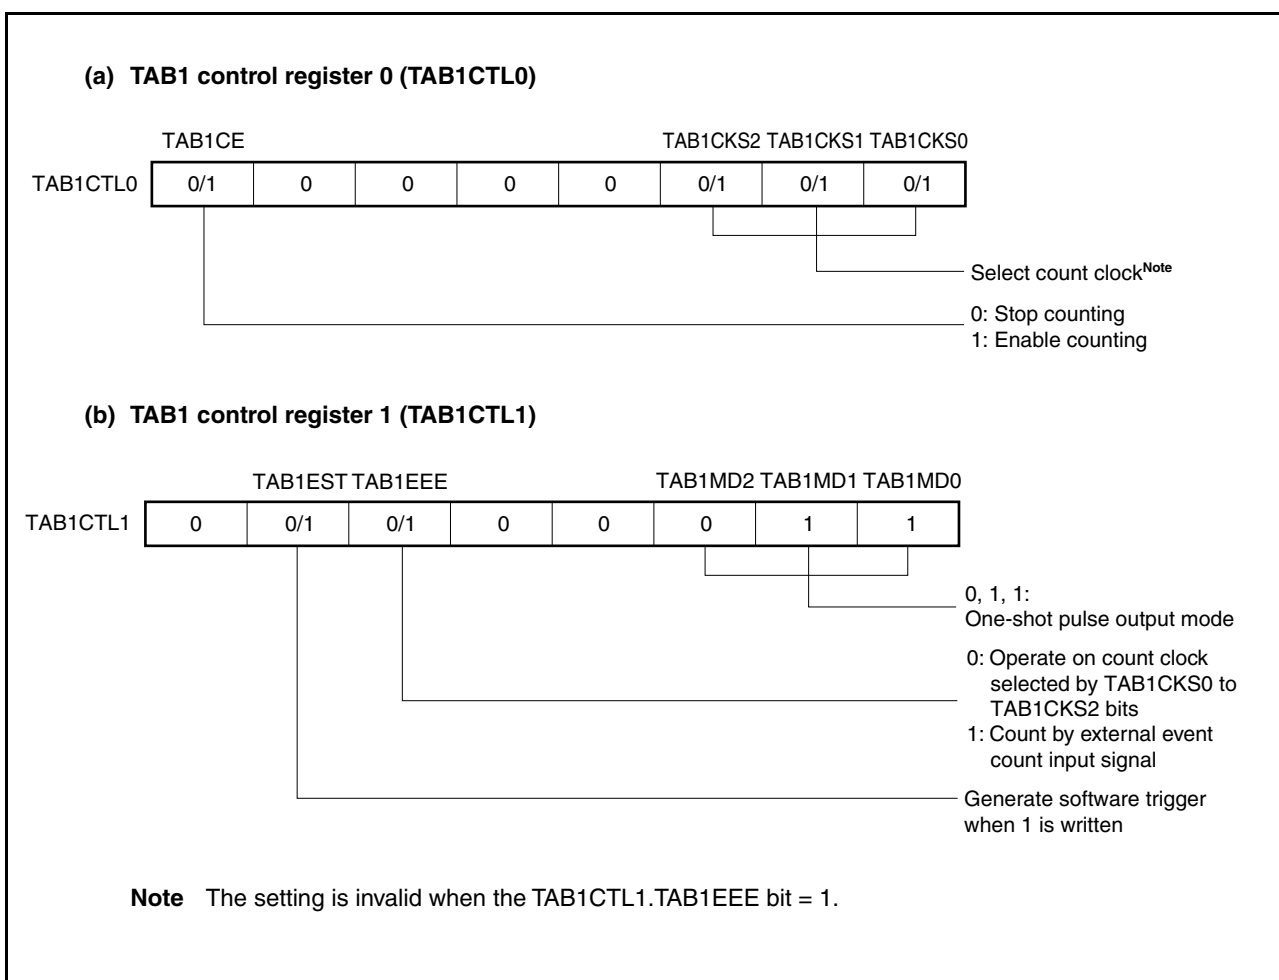 (a) TAB1 control register 0 (TAB1CTL0)
TAB1CE TAB1CKS2 TAB1CKS1 TAB1CKS0
TAB1CTL0 0/1 0 0 0 0 0/1 0/1 0/1
Select count clockNote
0: Stop counting
1: Enable counting
(b) TAB1 control register 1 (TAB1CTL1)
TAB1EST TAB1EEE TAB1MD2 TAB1MD1 TAB1MD0
TAB1CTL1 0 0/1 0/1 0 0 0 1 1
0, 1, 1:
One-shot pulse output mode
0: Operate on count clock
selected by TAB1CKS0 to
TAB1CKS2 bits
1: Count by external event
count input signal
Generate software trigger
when 1 is written
Note The setting is invalid when the TAB1CTL1.TAB1EEE bit = 1.